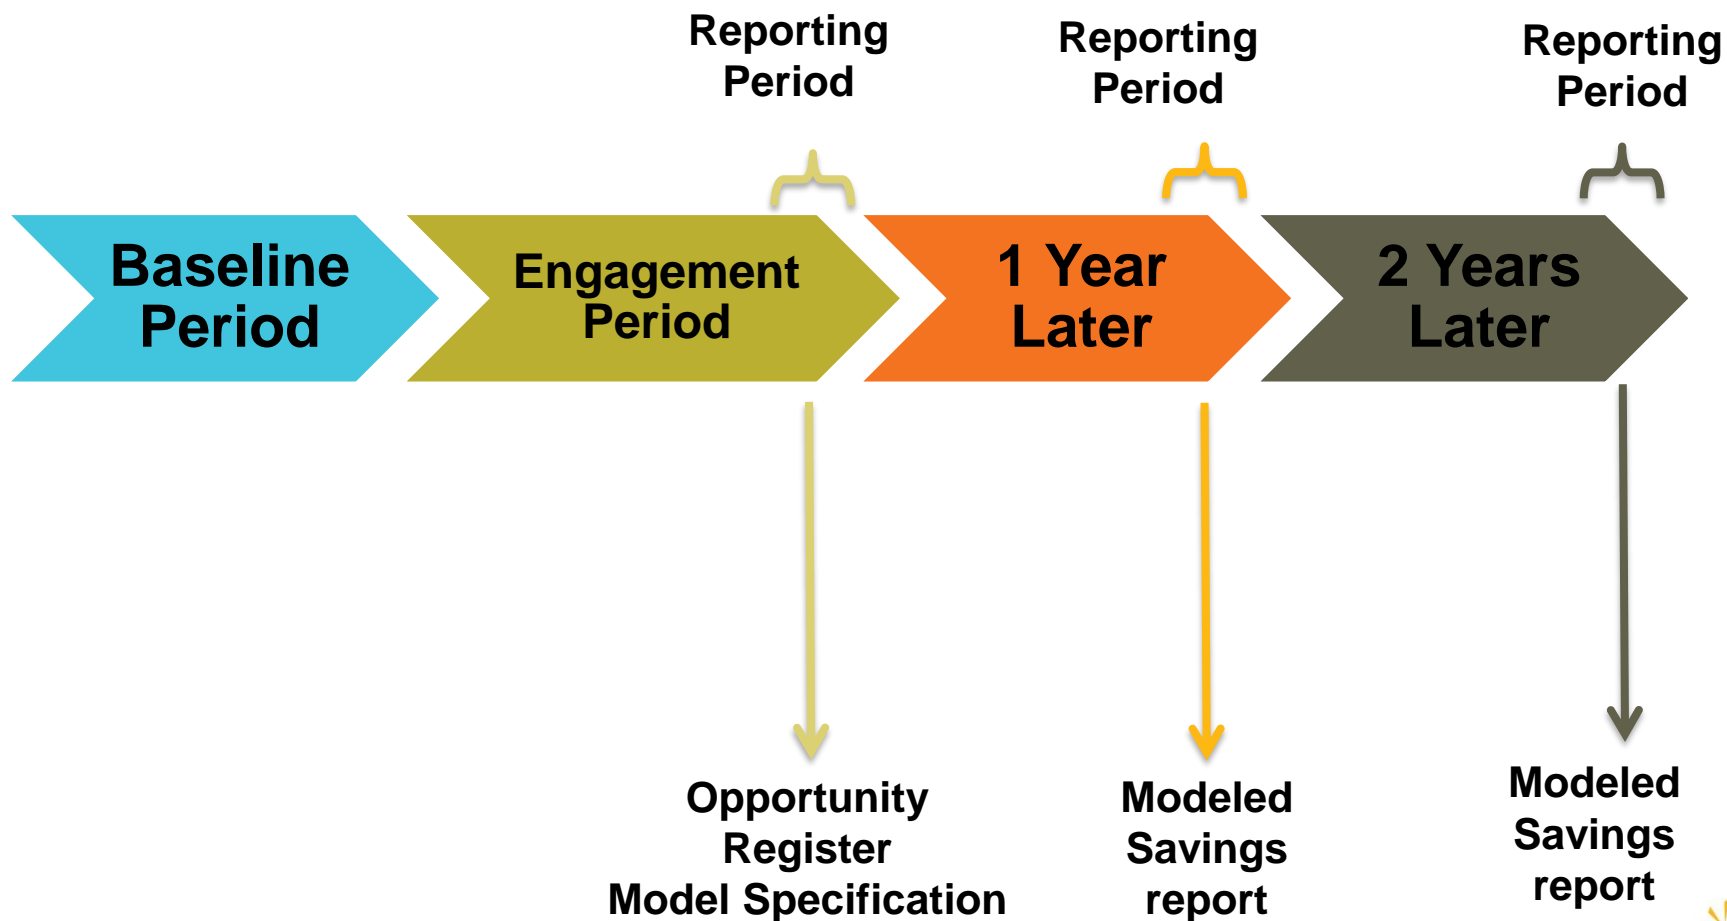 Reporting
Period
Reporting
Period
Reporting
Period
Baseline
Period
Engagement
Period
1 Year
Later
2 Years
Later
Opportunity
Register
Model Specification
Modeled
Savings
report
Modeled
Savings
report